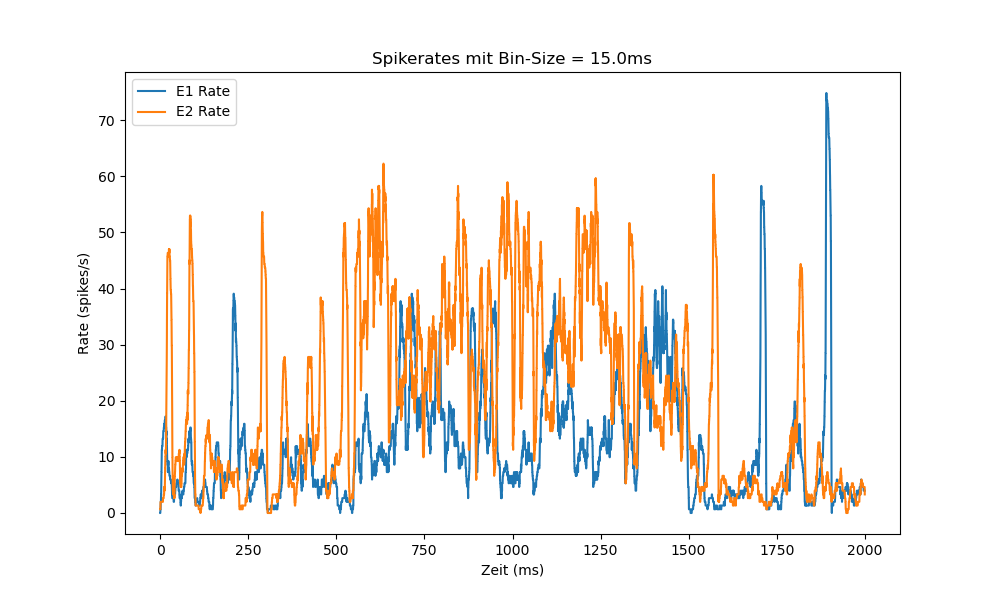 Spikerates mit Bin-Size = 15.0ms
E1 Rate
E2 Rate
70
60
50
40
30
20
10
0
Rate (spikes/s)
0 250 500 750 1000 1250 1500 1750 2000
Zeit (ms)